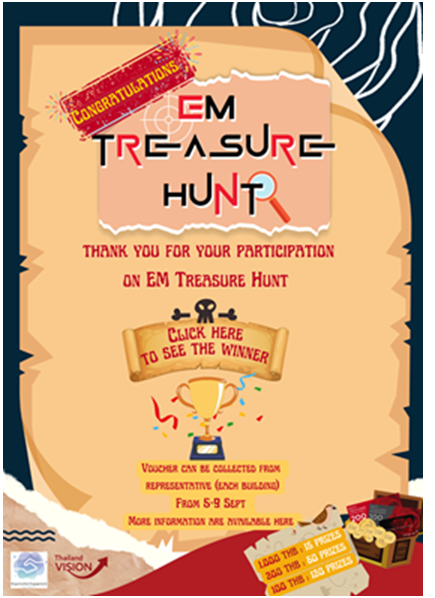 CONGRATULATIONS
EM
TREASURE
HUNT
THANK YOU FOR YOUR PARTICIPATION
ON EM TREASURE HUNT
CLICK HERE
TO SEE THE WINNER
VOUCHER CAN BE COLLECTED FROM
REPRESENTATIVE (EACH BUILDING)
FROM 5-9 SEPT
MORE INFORMATION ARE AVAILABLE HERE
1,000 THB : 15 PRIZES
200 THB : 50 PRIZES
100 THB : 120 PRIZES
Thailand
VISION